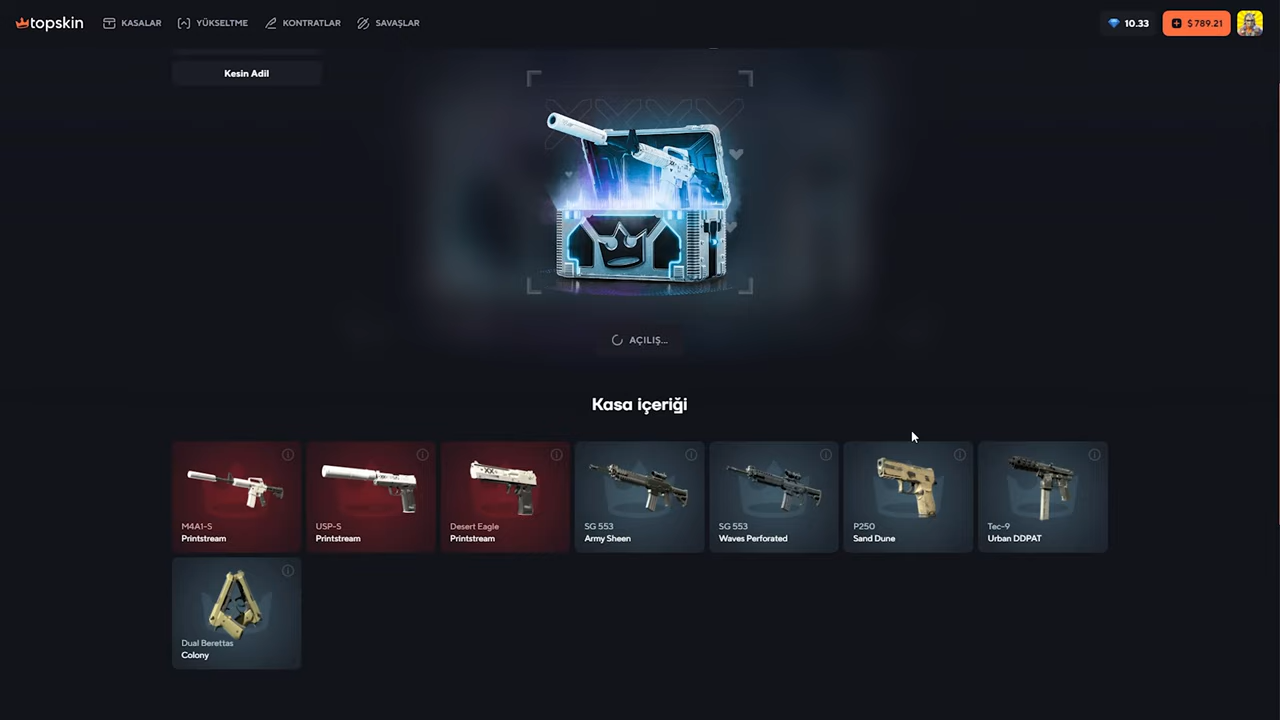 topskin
KASALAR
YÜKSELTME
KONTRATLAR
SAVAŞLAR
10.33
$ 789.21
Kesin Adil
AÇILIŞ...
Kasa içeriği
M4A1-S
Printstream
USP-S
Printstream
Desert Eagle
Printstream
SG 553
Army Sheen
SG 553
Waves Perforated
P250
Sand Dune
Tec-9
Urban DDPAT
Dual Berettas
Colony